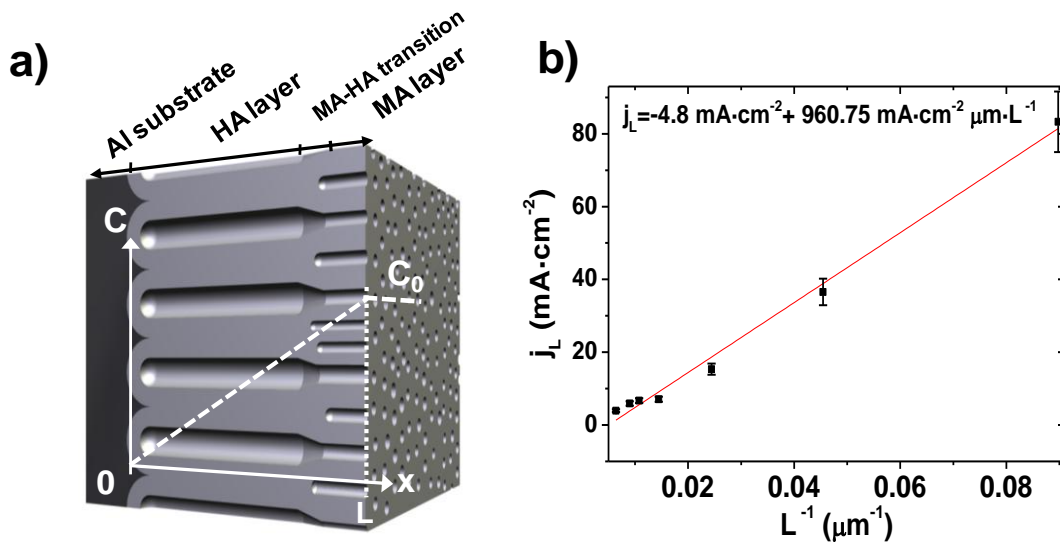 a)
Al substrate
HA layer
MA-HA transition
MA layer
C
C₀
0
x
L
b)
j_L=-4.8 mA·cm⁻²+ 960.75 mA·cm⁻² μm·L⁻¹
j_L (mA·cm⁻²)
80
60
40
20
0
0.02 0.04 0.06 0.08
L⁻¹ (μm⁻¹)